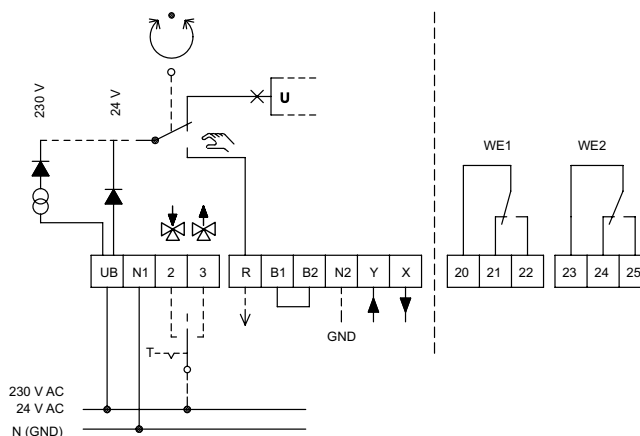 230 V
24 V
U
WE1
WE2
UB N1 2 3 R B1 B2 N2 Y X
20 21 22 23 24 25
GND
T
230 V AC
24 V AC
N (GND)